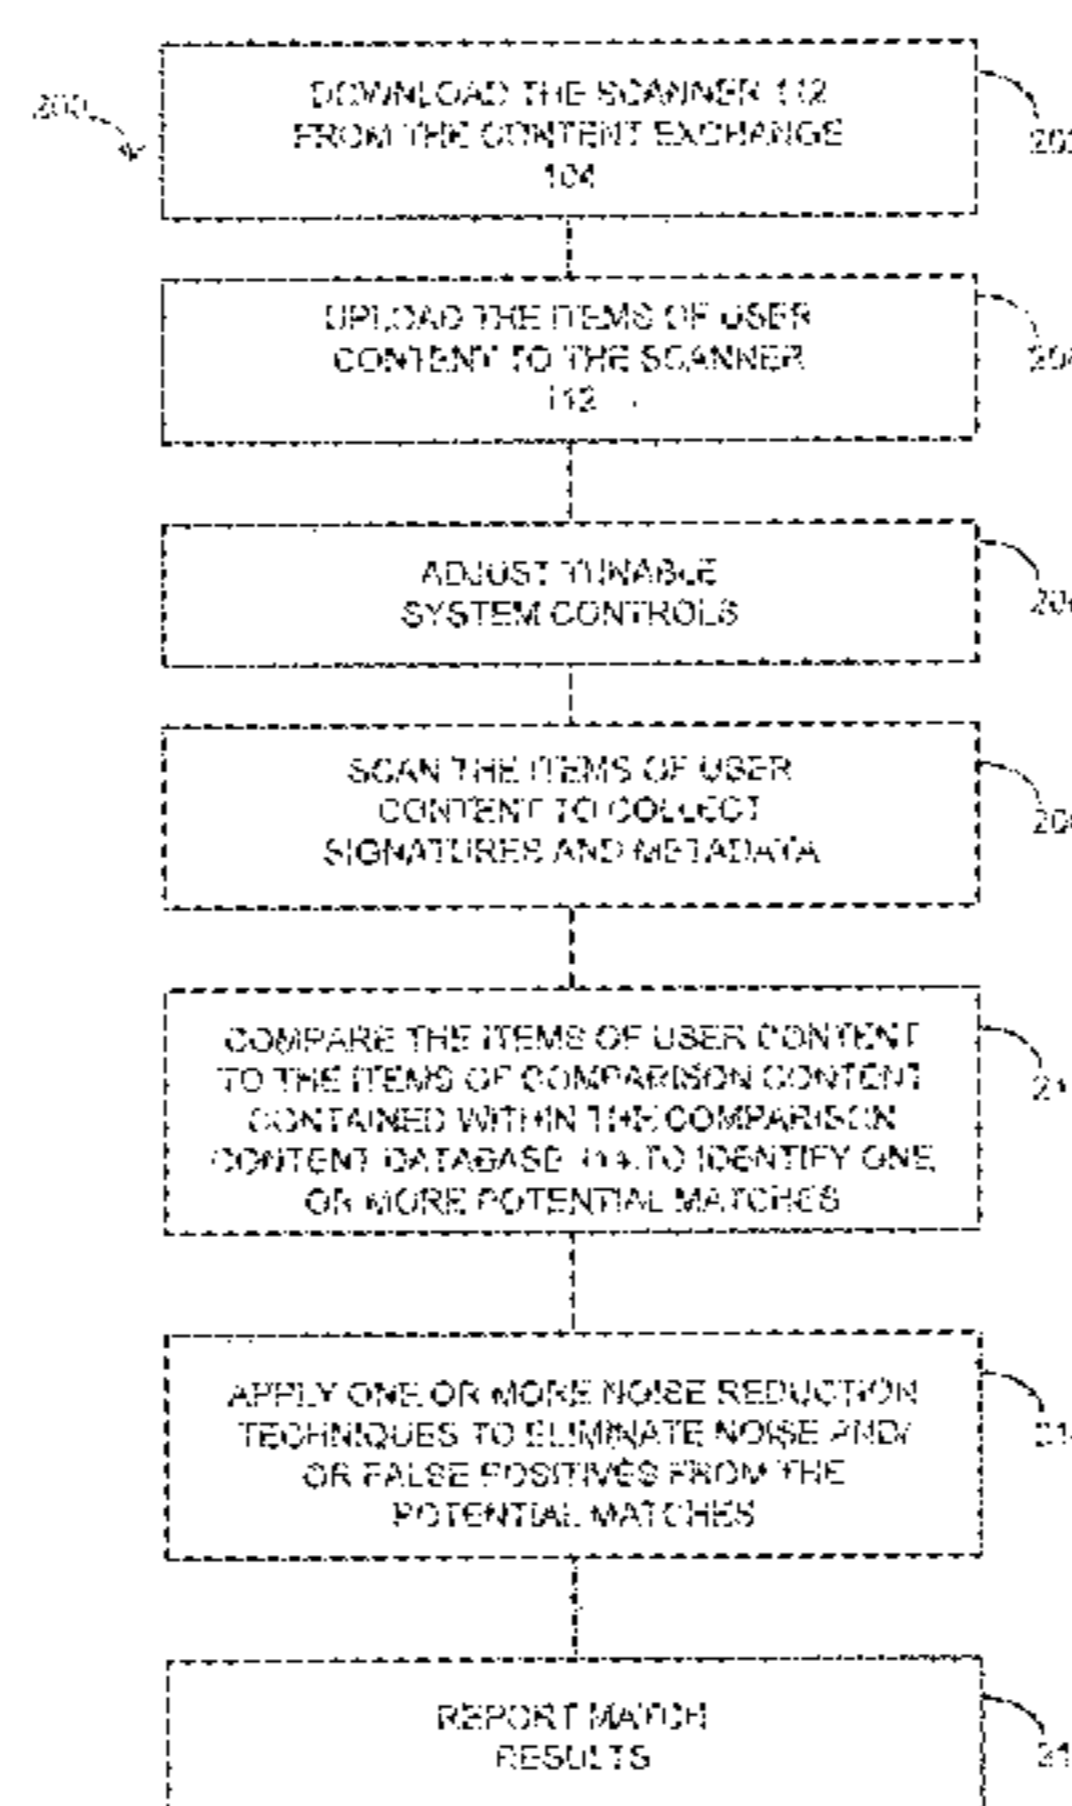 200
DOWNLOAD THE SCANNER 112
FROM THE CONTENT EXCHANGE
104
UPLOAD THE ITEMS OF USER
CONTENT TO THE SCANNER
112
ADJUST TUNABLE
SYSTEM CONTROLS
SCAN THE ITEMS OF USER
CONTENT TO COLLECT
SIGNATURES AND METADATA
COMPARE THE ITEMS OF USER CONTENT
TO THE ITEMS OF COMPARISON CONTENT
CONTAINED WITHIN THE COMPARISON
CONTENT DATABASE TO IDENTIFY ONE
OR MORE POTENTIAL MATCHES
APPLY ONE OR MORE NOISE REDUCTION
TECHNIQUES TO ELIMINATE NOISE AND/
OR FALSE POSITIVES FROM THE
POTENTIAL MATCHES
REPORT MATCH
RESULTS